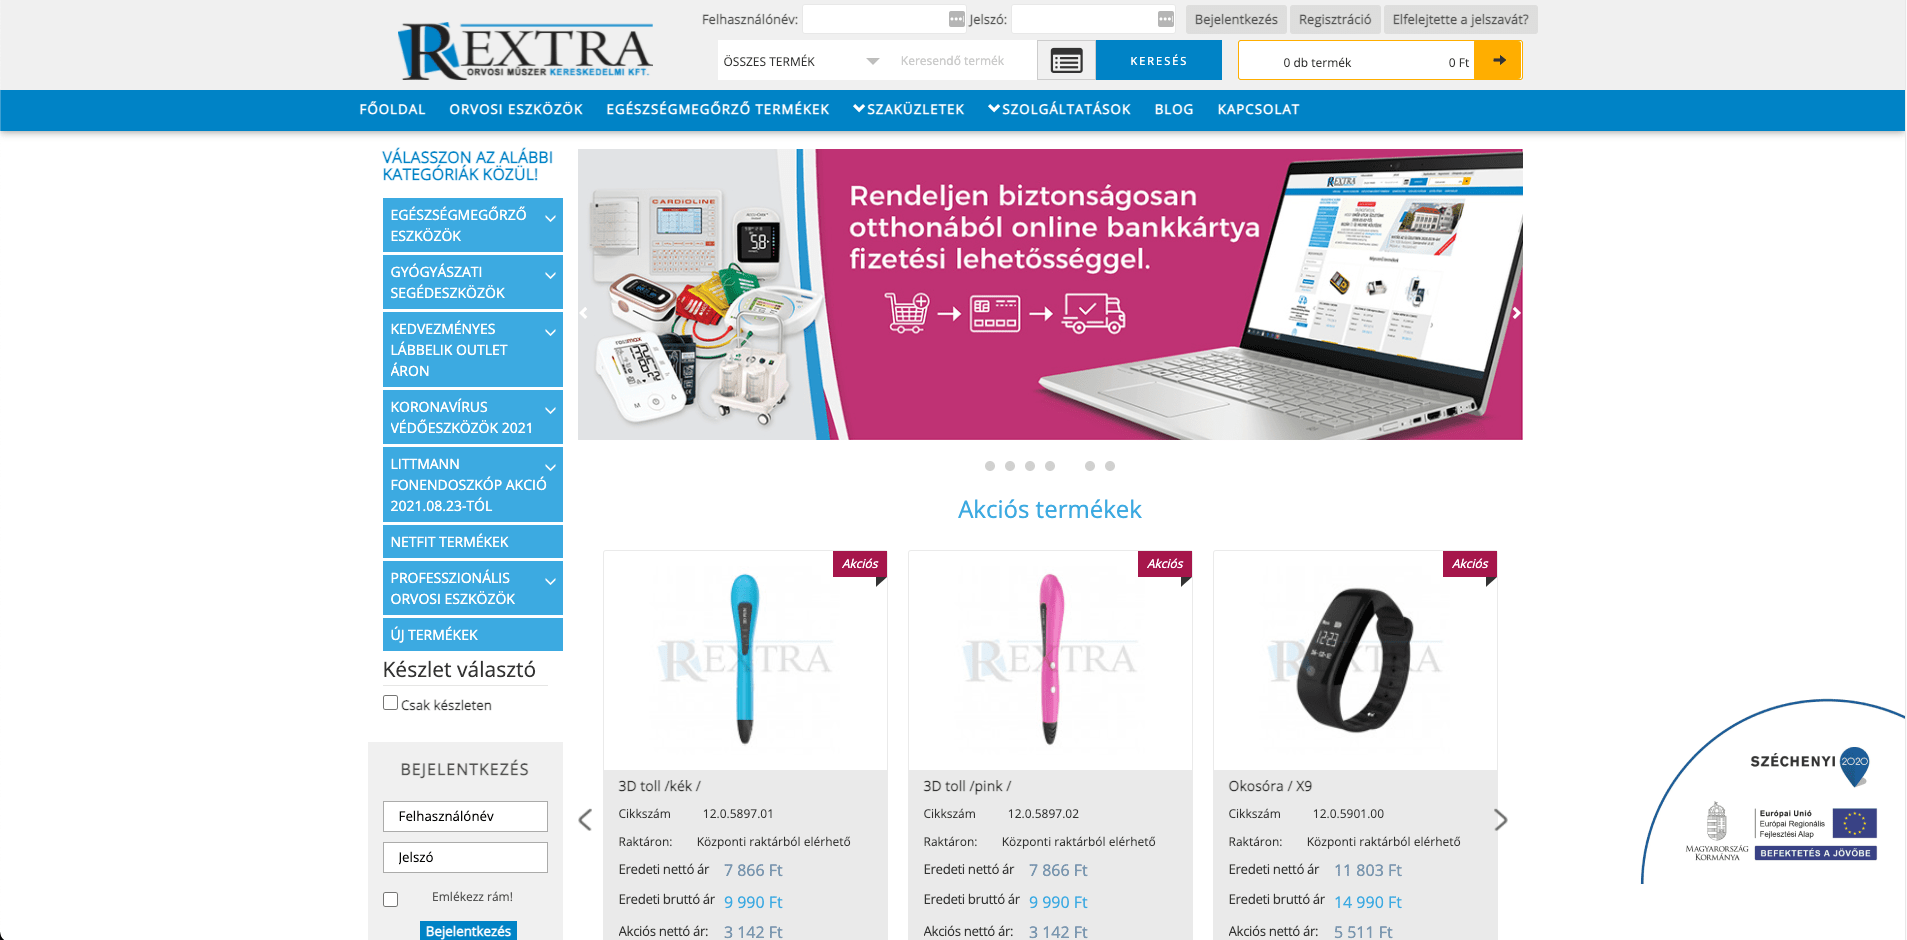 Felhasználónév:
Jelszó:
Bejelentkezés
Regisztráció
Elfelejtette a jelszavát?
REXTRA
ORVOSI MŰSZER KERESKEDELMI KFT.
ÖSSZES TERMÉK
Keresendő termék
KERESÉS
0 db termék
0 Ft
FŐOLDAL
ORVOSI ESZKÖZÖK
EGÉSZSÉGMEGŐRZŐ TERMÉKEK
SZAKÜZLETEK
SZOLGÁLTATÁSOK
BLOG
KAPCSOLAT
VÁLASSZON AZ ALÁBBI
KATEGÓRIÁK KÖZÜL!
EGÉSZSÉGMEGŐRZŐ
ESZKÖZÖK
GYÓGYÁSZATI
SEGÉDESZKÖZÖK
KEDVEZMÉNYES
LÁBBELIK OUTLET
ÁRON
KORONAVÍRUS
VÉDŐESZKÖZÖK 2021
LITTMANN
FONENDOSZKÓP AKCIÓ
2021.08.23-TÓL
NETFIT TERMÉKEK
PROFESSZIONÁLIS
ORVOSI ESZKÖZÖK
ÚJ TERMÉKEK
Készlet választó
Csak készleten
BEJELENTKEZÉS
Felhasználónév
Jelszó
Emlékezz rám!
Bejelentkezés
CARDIOLINE
5.8
rossmax
Rendeljen biztonságosan
otthonából online bankkártya
fizetési lehetősséggel.
REXTRA
Akciós termékek
Akciós
REXTRA
3D toll /kék /
Cikkszám 12.0.5897.01
Raktáron: Központi raktárból elérhető
Eredeti nettó ár 7 866 Ft
Eredeti bruttó ár 9 990 Ft
Akciós nettó ár: 3 142 Ft
Akciós
REXTRA
3D toll /pink /
Cikkszám 12.0.5897.02
Raktáron: Központi raktárból elérhető
Eredeti nettó ár 7 866 Ft
Eredeti bruttó ár 9 990 Ft
Akciós nettó ár: 3 142 Ft
Akciós
REXTRA
12:23
Okosóra / X9
Cikkszám 12.0.5901.00
Raktáron: Központi raktárból elérhető
Eredeti nettó ár 11 803 Ft
Eredeti bruttó ár 14 990 Ft
Akciós nettó ár: 5 511 Ft
SZÉCHENYI 2020
MAGYARORSZÁG
KORMÁNYA
Európai Unió
Európai Regionális
Fejlesztési Alap
BEFEKTETÉS A JÖVŐBE